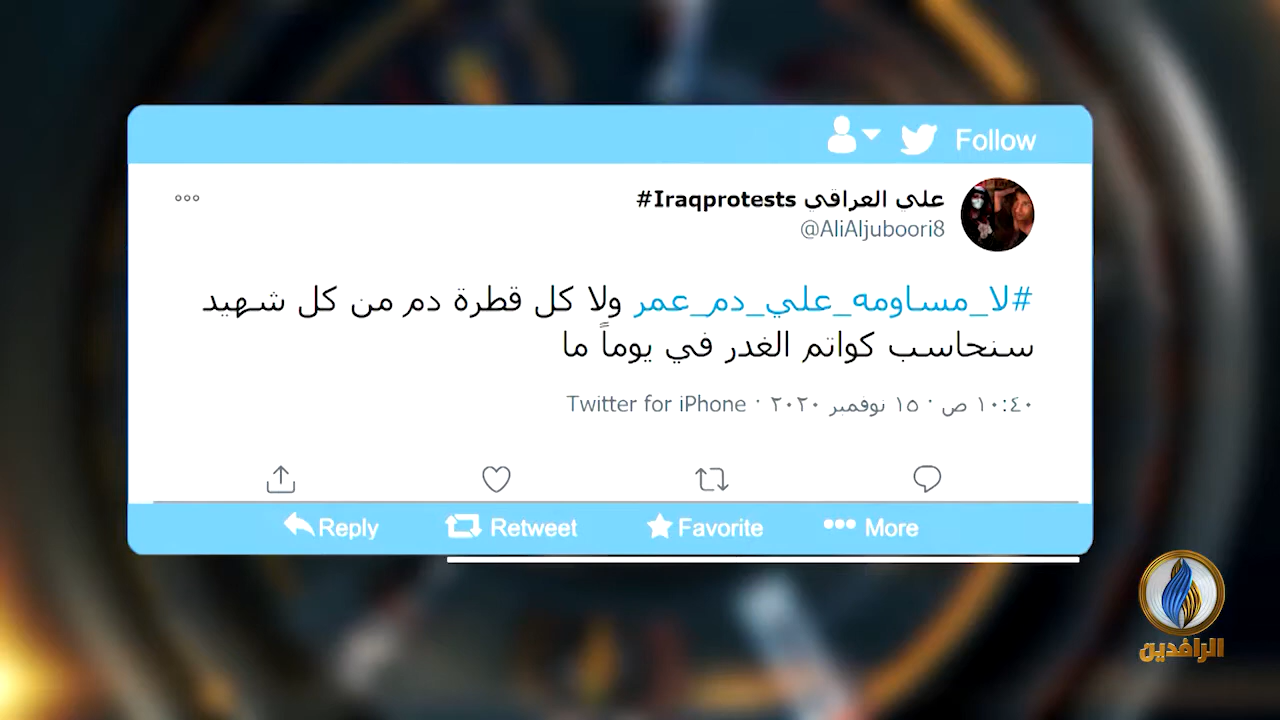 Follow
علي العراقي Iraqprotests#
@AliAljuboori8
#لا_مساومه_علي_دم_عمر ولا كل قطرة دم من كل شهيد
سنحاسب كواتم الغدر في يوماً ما
١٠:٤٠ ص · ١٥ نوفمبر ٢٠٢٠ · Twitter for iPhone
Reply Retweet Favorite More
الرافدين